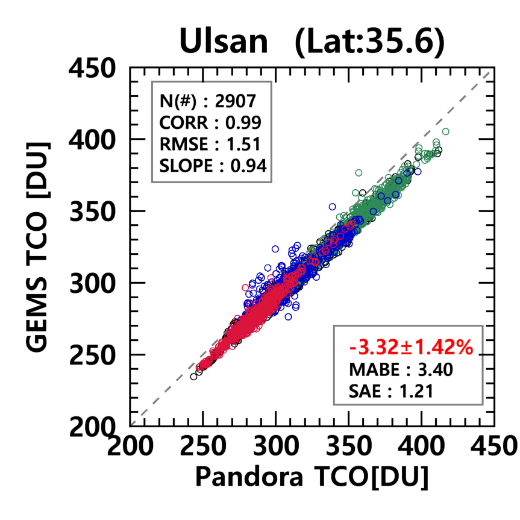 Ulsan (Lat:35.6)
450
400
350
300
250
200
GEMS TCO [DU]
N(#) : 2907
CORR : 0.99
RMSE : 1.51
SLOPE : 0.94
-3.32±1.42%
MABE : 3.40
SAE : 1.21
200 250 300 350 400 450
Pandora TCO[DU]